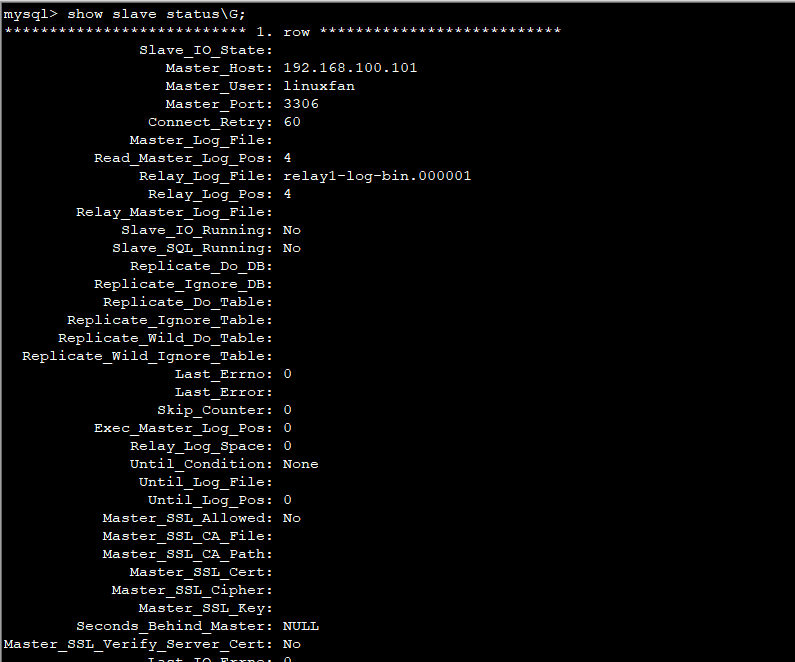 mysql> show slave status\G;
*************************** 1. row ***************************
Slave_IO_State:
Master_Host: 192.168.100.101
Master_User: linuxfan
Master_Port: 3306
Connect_Retry: 60
Master_Log_File:
Read_Master_Log_Pos: 4
Relay_Log_File: relay1-log-bin.000001
Relay_Log_Pos: 4
Relay_Master_Log_File:
Slave_IO_Running: No
Slave_SQL_Running: No
Replicate_Do_DB:
Replicate_Ignore_DB:
Replicate_Do_Table:
Replicate_Ignore_Table:
Replicate_Wild_Do_Table:
Replicate_Wild_Ignore_Table:
Last_Errno: 0
Last_Error:
Skip_Counter: 0
Exec_Master_Log_Pos: 0
Relay_Log_Space: 0
Until_Condition: None
Until_Log_File:
Until_Log_Pos: 0
Master_SSL_Allowed: No
Master_SSL_CA_File:
Master_SSL_CA_Path:
Master_SSL_Cert:
Master_SSL_Cipher:
Master_SSL_Key:
Seconds_Behind_Master: NULL
Master_SSL_Verify_Server_Cert: No
Last_IO_Errno: 0